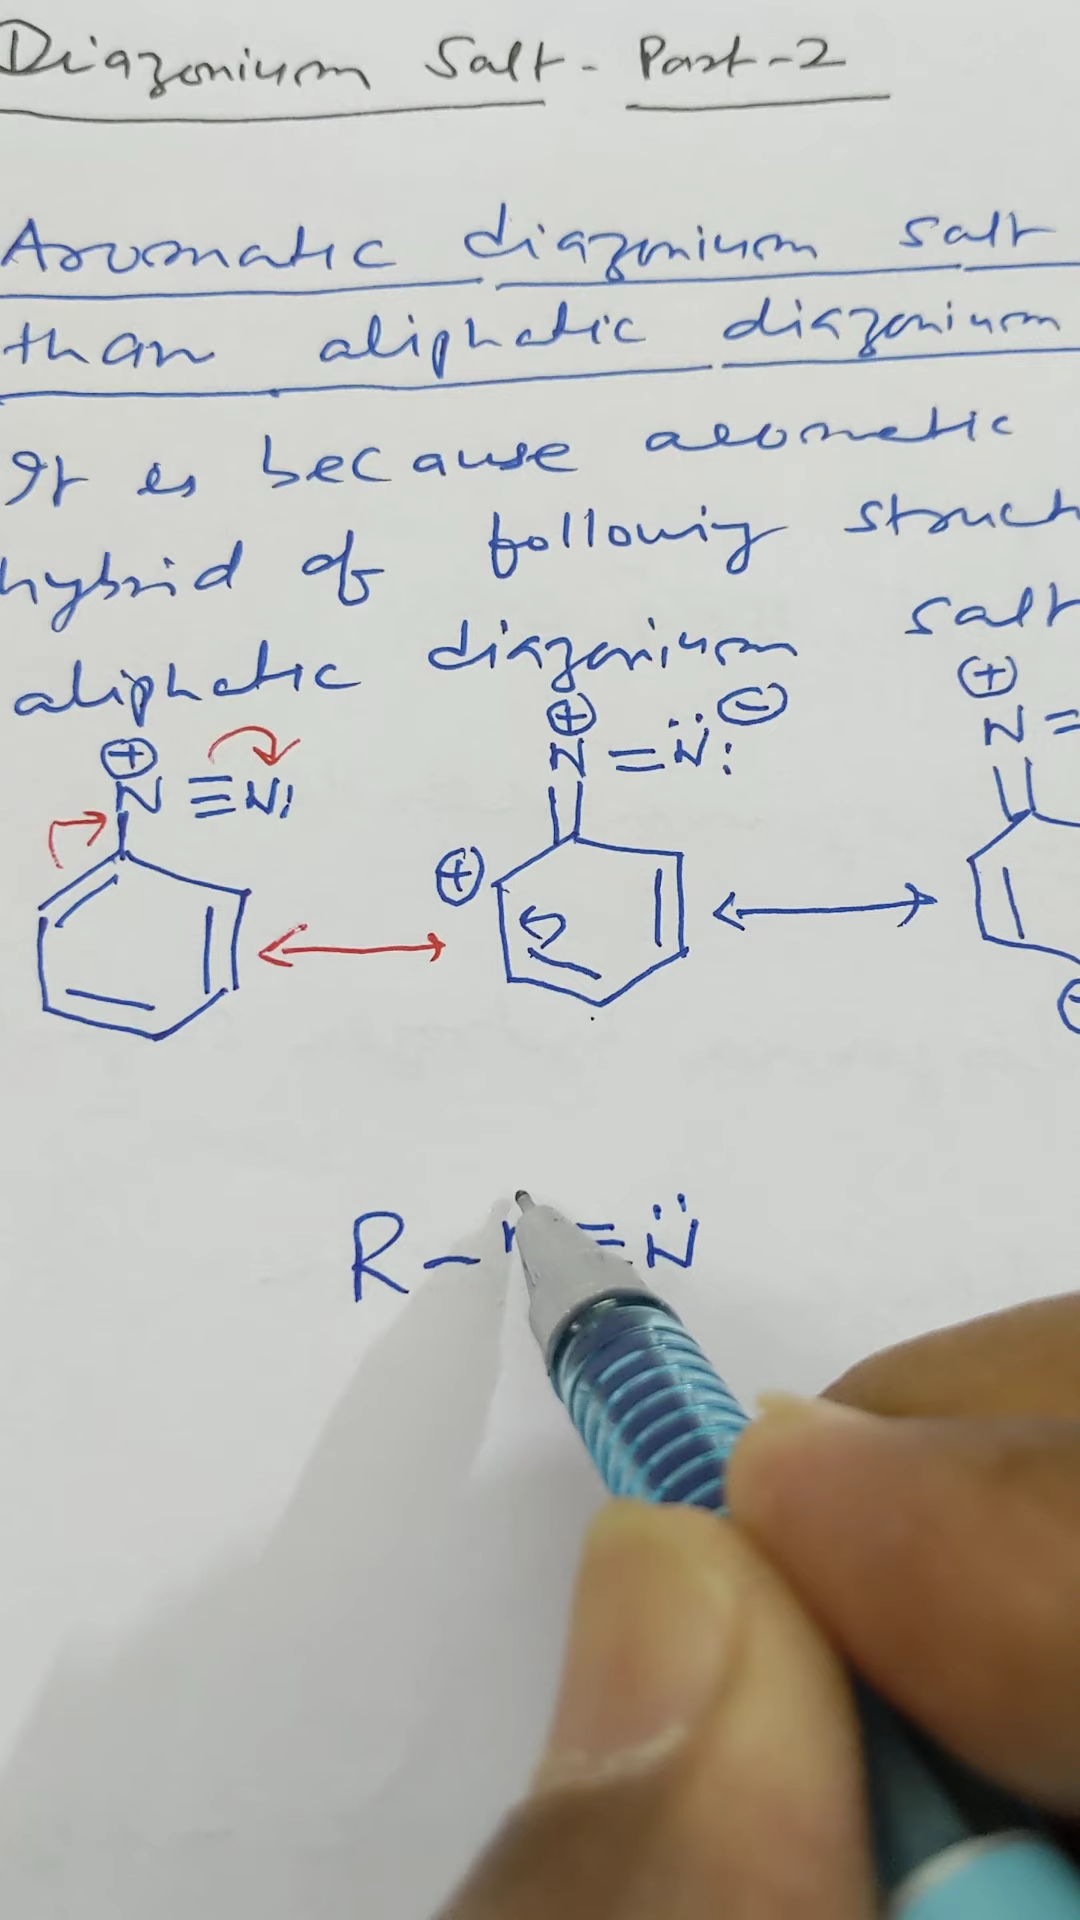 Diazonium Salt - Part-2
Aromatic diazonium salt
than aliphatic diazonium
It is because aromatic
hybrid of following struct
aliphatic diazonium salt
⊕ ⊕ ⊖ ⊕
N ≡ N: N = N̈: N =
⊕
R - = N̈